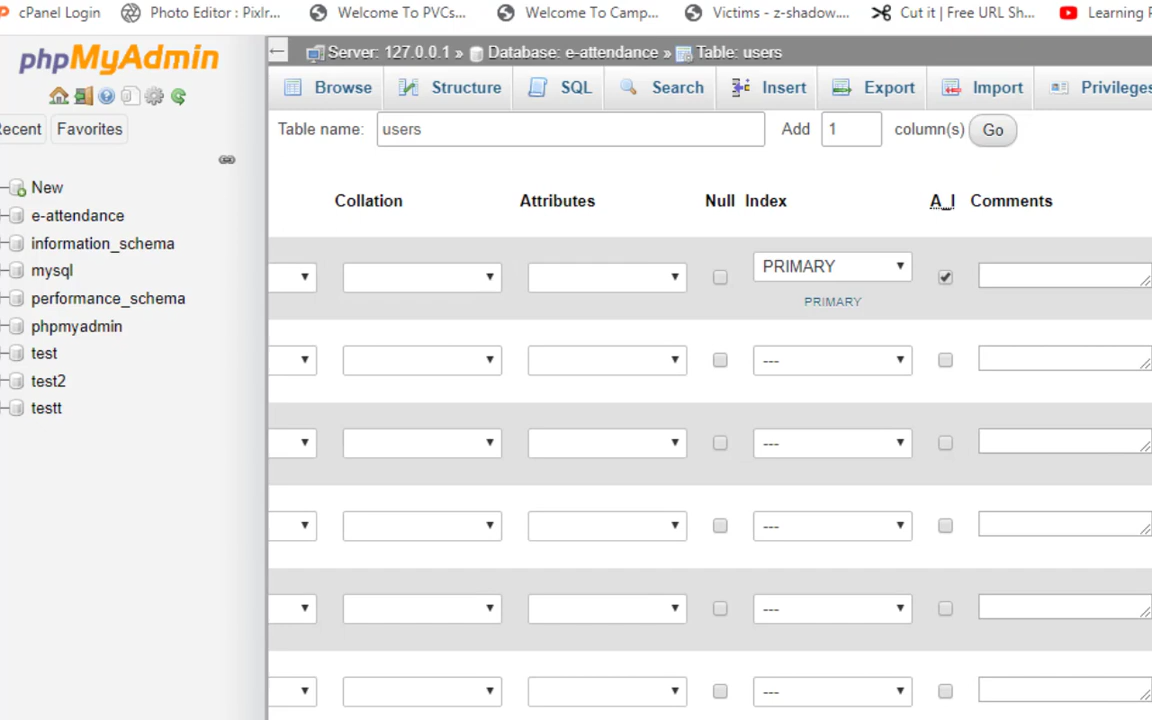 cPanel Login Photo Editor : Pixlr... Welcome To PVCs... Welcome To Camp... Victims - z-shadow.... Cut it | Free URL Sh... Learning
phpMyAdmin
Server: 127.0.0.1 » Database: e-attendance » Table: users
Browse Structure SQL Search Insert Export Import Privileges
Recent Favorites
Table name: users Add 1 column(s) Go
New
e-attendance
information_schema
mysql
performance_schema
phpmyadmin
test
test2
testt
Collation Attributes Null Index A_I Comments
PRIMARY
PRIMARY
---
---
---
---
---